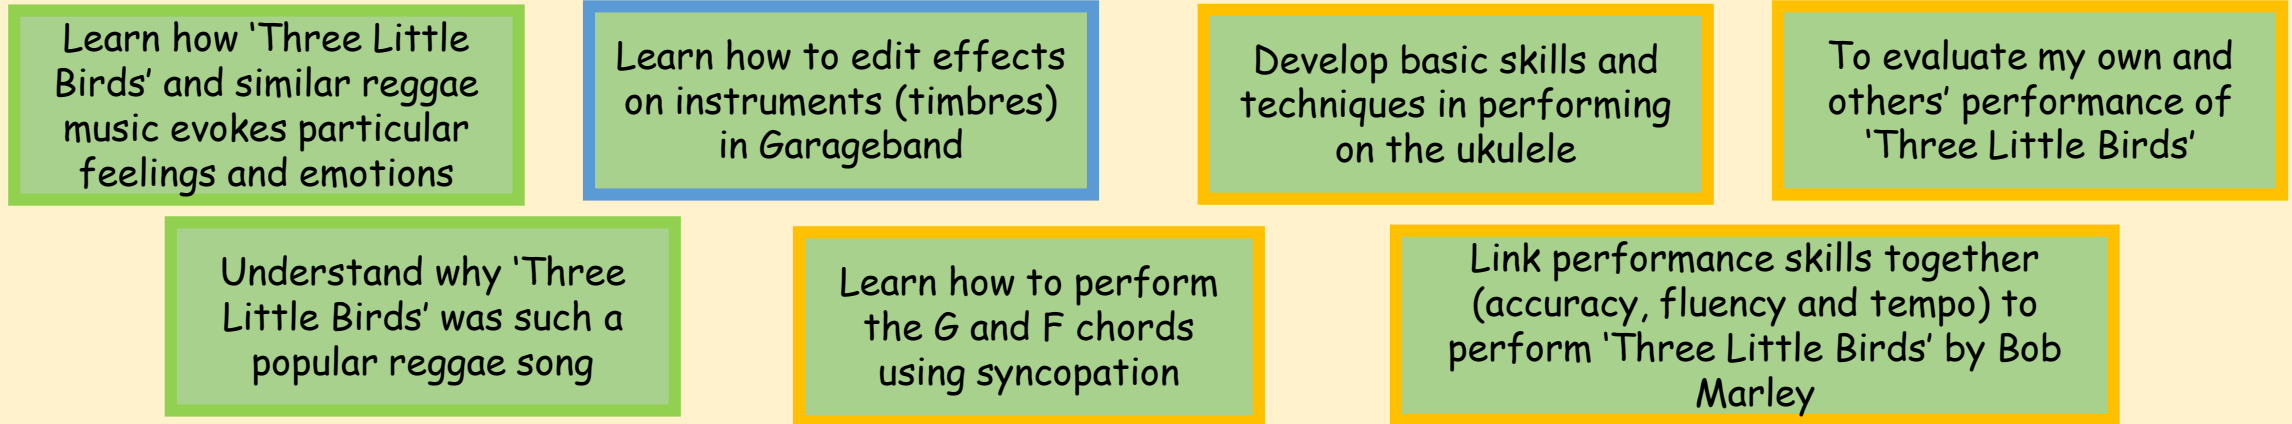 Learn how ‘Three Little
Birds’ and similar reggae
music evokes particular
feelings and emotions
Learn how to edit effects
on instruments (timbres)
in Garageband
Develop basic skills and
techniques in performing
on the ukulele
To evaluate my own and
others’ performance of
‘Three Little Birds’
Understand why ‘Three
Little Birds’ was such a
popular reggae song
Learn how to perform
the G and F chords
using syncopation
Link performance skills together
(accuracy, fluency and tempo) to
perform ‘Three Little Birds’ by Bob
Marley